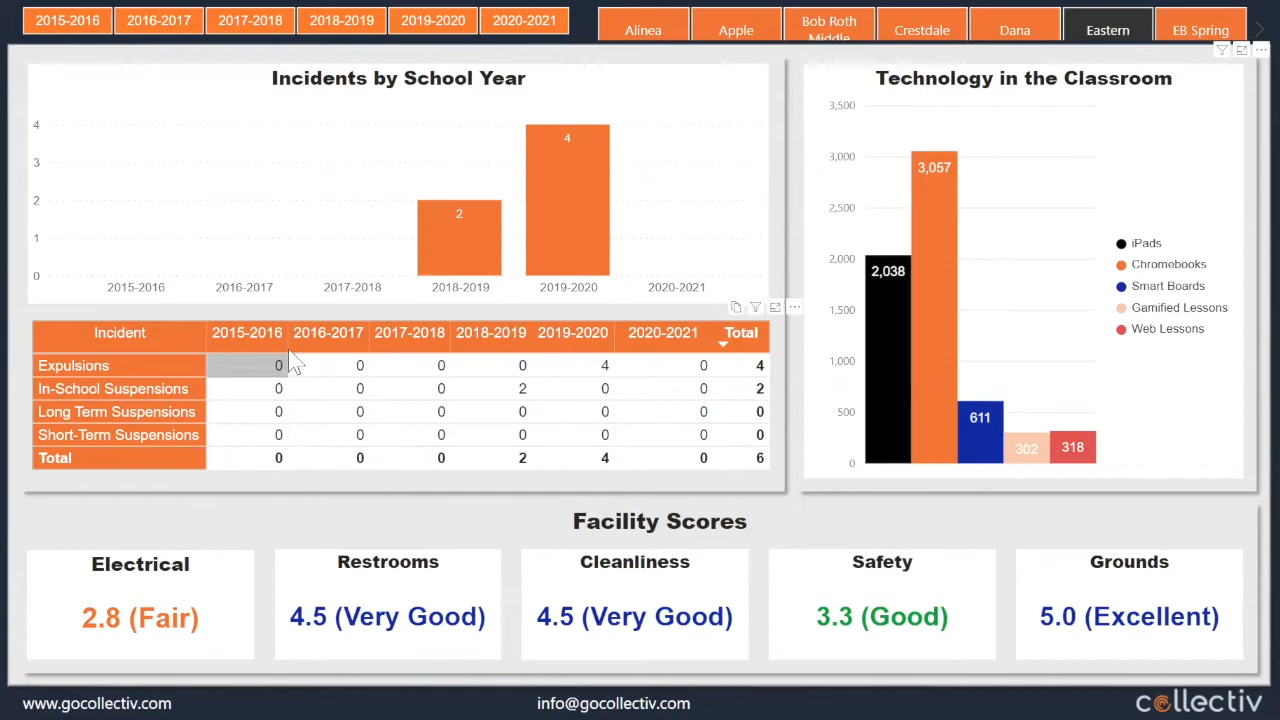 2015-2016 2016-2017 2017-2018 2018-2019 2019-2020 2020-2021
Alinea Apple Bob Roth Middle Crestdale Dana Eastern EB Spring
Incidents by School Year
4
3
2
1
0
2
4
2015-2016 2016-2017 2017-2018 2018-2019 2019-2020 2020-2021
Incident 2015-2016 2016-2017 2017-2018 2018-2019 2019-2020 2020-2021 Total
Expulsions 0 0 0 0 4 0 4
In-School Suspensions 0 0 0 2 0 0 2
Long Term Suspensions 0 0 0 0 0 0 0
Short-Term Suspensions 0 0 0 0 0 0 0
Total 0 0 0 2 4 0 6
Technology in the Classroom
3,500
3,000
2,500
2,000
1,500
1,000
500
0
2,038
3,057
611
302
318
iPads
Chromebooks
Smart Boards
Gamified Lessons
Web Lessons
Facility Scores
Electrical
2.8 (Fair)
Restrooms
4.5 (Very Good)
Cleanliness
4.5 (Very Good)
Safety
3.3 (Good)
Grounds
5.0 (Excellent)
www.gocollectiv.com
info@gocollectiv.com
collectiv